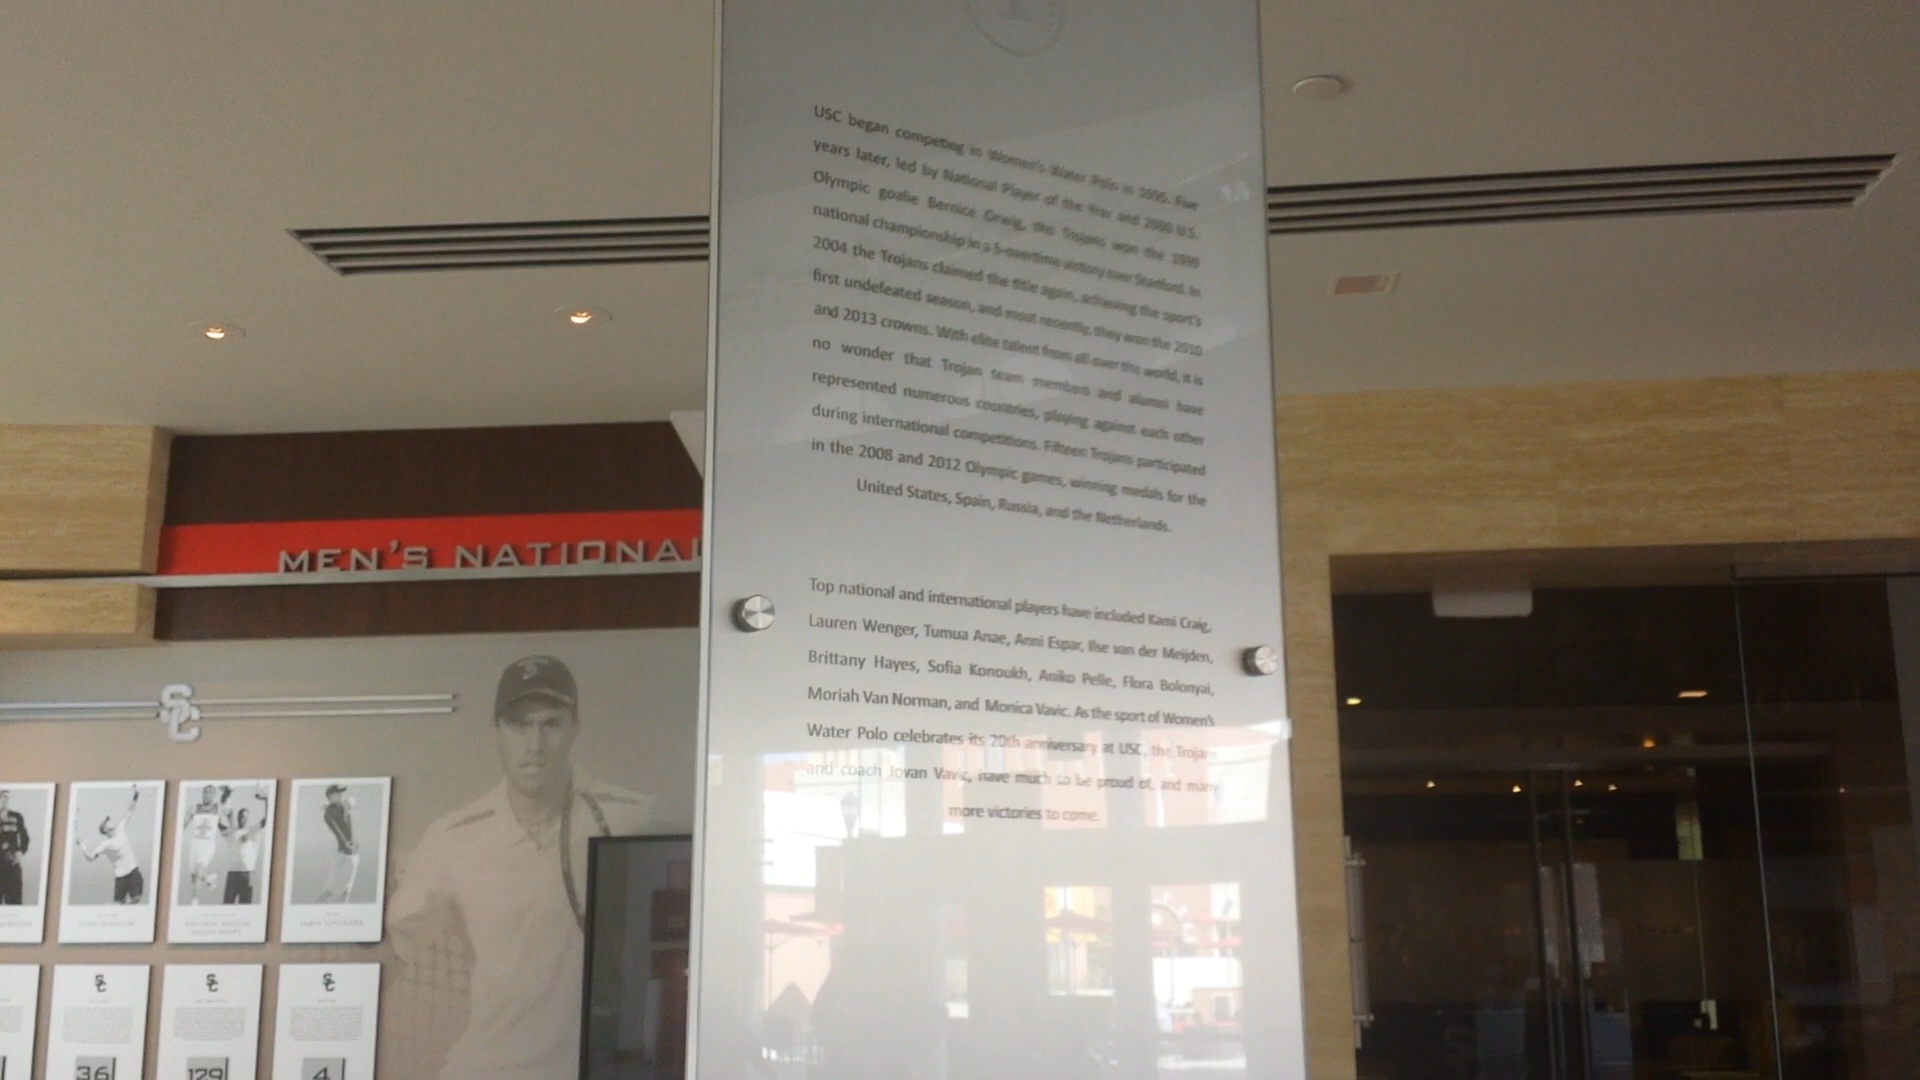 USC began competing in Women's Water Polo in 1995. Five
years later, led by National Player of the Year and 2000 U.S.
Olympic goalie Bernice Orwig, the Trojans won the 1999
national championship in a 5-overtime victory over Stanford. In
2004 the Trojans claimed the title again, achieving the sport's
first undefeated season, and most recently, they won the 2010
and 2013 crowns. With elite talent from all over the world, it is
no wonder that Trojan team members and alumni have
represented numerous countries, playing against each other
during international competitions. Fifteen Trojans participated
in the 2008 and 2012 Olympic games, winning medals for the
United States, Spain, Russia, and the Netherlands.
Top national and international players have included Kami Craig,
Lauren Wenger, Tumua Anae, Anni Espar, Ilse van der Meijden,
Brittany Hayes, Sofia Konoukh, Aniko Pelle, Flora Bolonyai,
Moriah Van Norman, and Monica Vavic. As the sport of Women's
Water Polo celebrates its 20th anniversary at USC, the Trojans
and coach Jovan Vavic, have much to be proud of, and many
more victories to come.
MEN'S NATIONAL
SC
SC SC SC
36 129 4